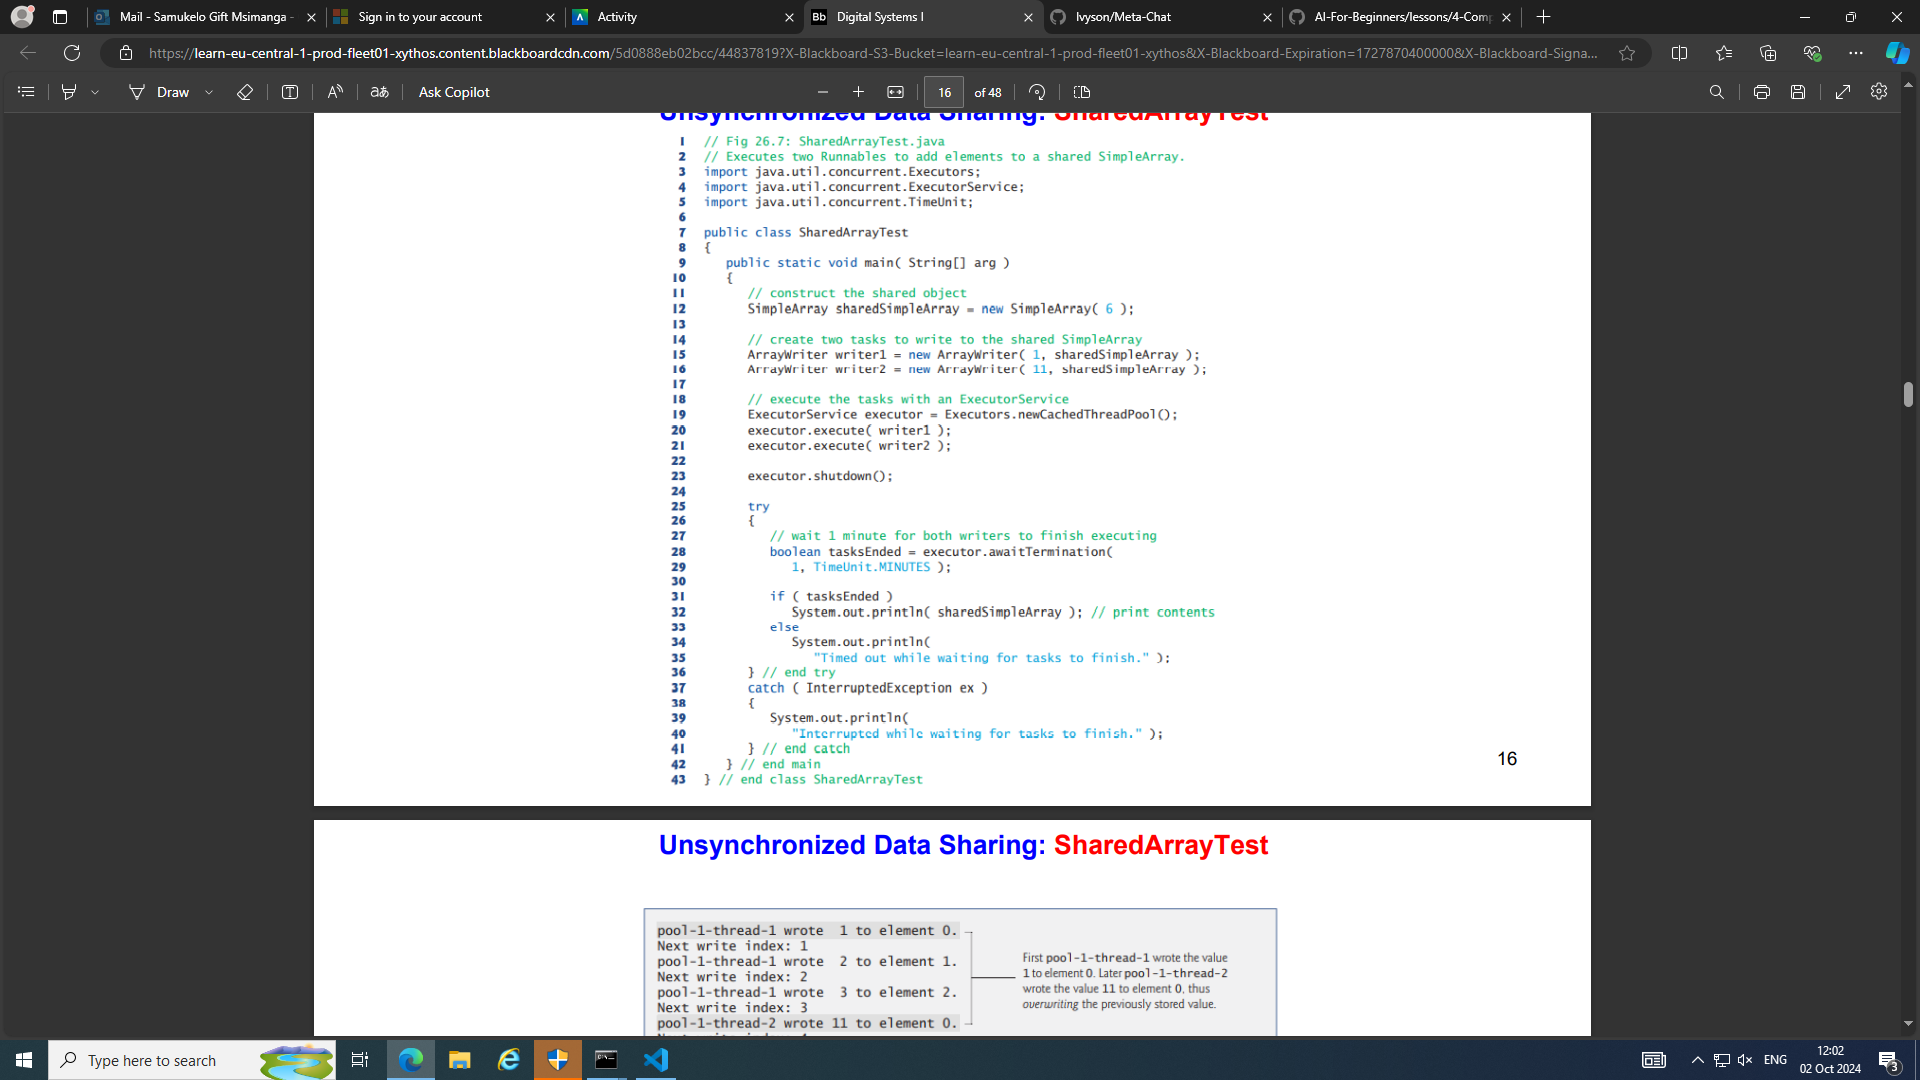 Mail - Samukelo Gift Msimanga -
Sign in to your account
Activity
Bb Digital Systems I
Ivyson/Meta-Chat
AI-For-Beginners/lessons/4-Comp
https://learn-eu-central-1-prod-fleet01-xythos.content.blackboardcdn.com/5d0888eb02bcc/44837819?X-Blackboard-S3-Bucket=learn-eu-central-1-prod-fleet01-xythos&X-Blackboard-Expiration=1727870400000&X-Blackboard-Signa...
Draw
aあ
Ask Copilot
16 of 48
Unsynchronized Data Sharing: SharedArrayTest
1 // Fig 26.7: SharedArrayTest.java
2 // Executes two Runnables to add elements to a shared SimpleArray.
3 import java.util.concurrent.Executors;
4 import java.util.concurrent.ExecutorService;
5 import java.util.concurrent.TimeUnit;
6
7 public class SharedArrayTest
8 {
9 public static void main( String[] arg )
10 {
11 // construct the shared object
12 SimpleArray sharedSimpleArray = new SimpleArray( 6 );
13
14 // create two tasks to write to the shared SimpleArray
15 ArrayWriter writer1 = new ArrayWriter( 1, sharedSimpleArray );
16 ArrayWriter writer2 = new ArrayWriter( 11, sharedSimpleArray );
17
18 // execute the tasks with an ExecutorService
19 ExecutorService executor = Executors.newCachedThreadPool();
20 executor.execute( writer1 );
21 executor.execute( writer2 );
22
23 executor.shutdown();
24
25 try
26 {
27 // wait 1 minute for both writers to finish executing
28 boolean tasksEnded = executor.awaitTermination(
29 1, TimeUnit.MINUTES );
30
31 if ( tasksEnded )
32 System.out.println( sharedSimpleArray ); // print contents
33 else
34 System.out.println(
35 "Timed out while waiting for tasks to finish." );
36 } // end try
37 catch ( InterruptedException ex )
38 {
39 System.out.println(
40 "Interrupted while waiting for tasks to finish." );
41 } // end catch
42 } // end main
43 } // end class SharedArrayTest
16
Unsynchronized Data Sharing: SharedArrayTest
pool-1-thread-1 wrote 1 to element 0.
Next write index: 1
pool-1-thread-1 wrote 2 to element 1.
Next write index: 2
pool-1-thread-1 wrote 3 to element 2.
Next write index: 3
pool-1-thread-2 wrote 11 to element 0.
First pool-1-thread-1 wrote the value
1 to element 0. Later pool-1-thread-2
wrote the value 11 to element 0, thus
overwriting the previously stored value.
Type here to search
ENG
12:02
02 Oct 2024
3